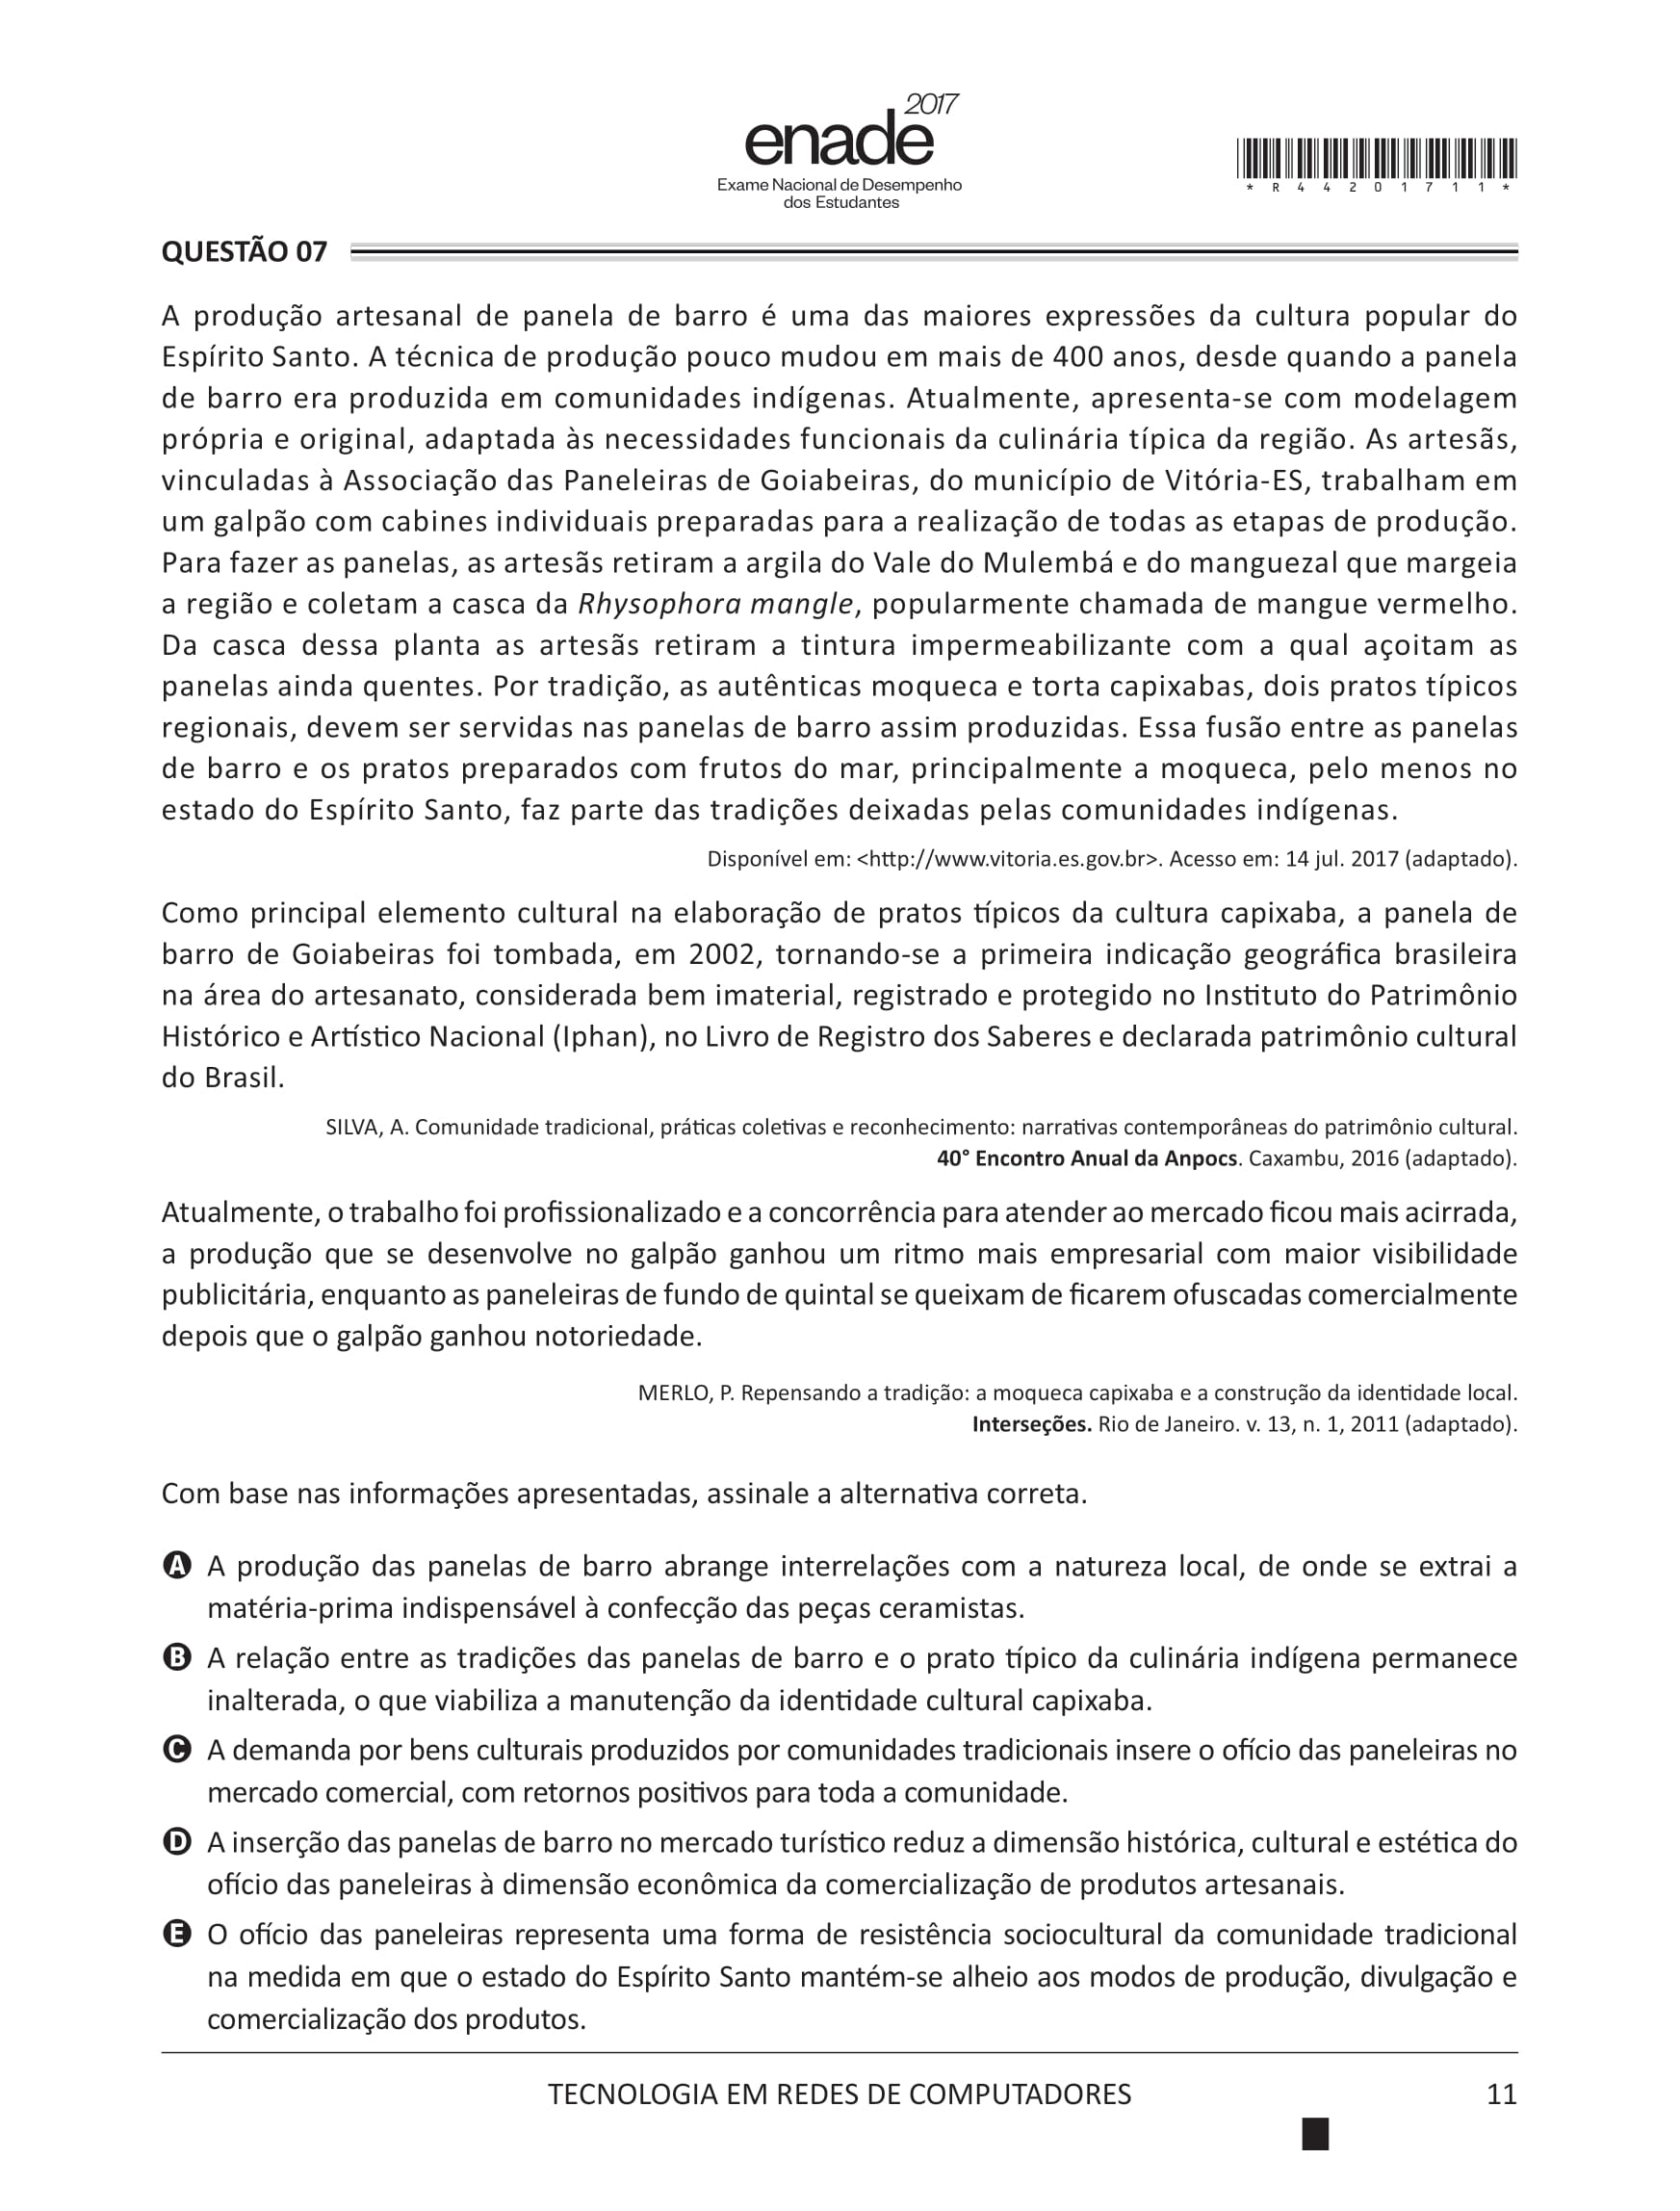 2017
enade
Exame Nacional de Desempenho
dos Estudantes
* R 4 4 2 0 1 7 1 1 *
QUESTÃO 07
A produção artesanal de panela de barro é uma das maiores expressões da cultura popular do
Espírito Santo. A técnica de produção pouco mudou em mais de 400 anos, desde quando a panela
de barro era produzida em comunidades indígenas. Atualmente, apresenta-se com modelagem
própria e original, adaptada às necessidades funcionais da culinária típica da região. As artesãs,
vinculadas à Associação das Paneleiras de Goiabeiras, do município de Vitória-ES, trabalham em
um galpão com cabines individuais preparadas para a realização de todas as etapas de produção.
Para fazer as panelas, as artesãs retiram a argila do Vale do Mulembá e do manguezal que margeia
a região e coletam a casca da Rhysophora mangle, popularmente chamada de mangue vermelho.
Da casca dessa planta as artesãs retiram a tintura impermeabilizante com a qual açoitam as
panelas ainda quentes. Por tradição, as autênticas moqueca e torta capixabas, dois pratos típicos
regionais, devem ser servidas nas panelas de barro assim produzidas. Essa fusão entre as panelas
de barro e os pratos preparados com frutos do mar, principalmente a moqueca, pelo menos no
estado do Espírito Santo, faz parte das tradições deixadas pelas comunidades indígenas.
Disponível em: <http://www.vitoria.es.gov.br>. Acesso em: 14 jul. 2017 (adaptado).
Como principal elemento cultural na elaboração de pratos típicos da cultura capixaba, a panela de
barro de Goiabeiras foi tombada, em 2002, tornando-se a primeira indicação geográfica brasileira
na área do artesanato, considerada bem imaterial, registrado e protegido no Instituto do Patrimônio
Histórico e Artístico Nacional (Iphan), no Livro de Registro dos Saberes e declarada patrimônio cultural
do Brasil.
SILVA, A. Comunidade tradicional, práticas coletivas e reconhecimento: narrativas contemporâneas do patrimônio cultural.
40° Encontro Anual da Anpocs. Caxambu, 2016 (adaptado).
Atualmente, o trabalho foi profissionalizado e a concorrência para atender ao mercado ficou mais acirrada,
a produção que se desenvolve no galpão ganhou um ritmo mais empresarial com maior visibilidade
publicitária, enquanto as paneleiras de fundo de quintal se queixam de ficarem ofuscadas comercialmente
depois que o galpão ganhou notoriedade.
MERLO, P. Repensando a tradição: a moqueca capixaba e a construção da identidade local.
Interseções. Rio de Janeiro. v. 13, n. 1, 2011 (adaptado).
Com base nas informações apresentadas, assinale a alternativa correta.
A A produção das panelas de barro abrange interrelações com a natureza local, de onde se extrai a
matéria-prima indispensável à confecção das peças ceramistas.
B A relação entre as tradições das panelas de barro e o prato típico da culinária indígena permanece
inalterada, o que viabiliza a manutenção da identidade cultural capixaba.
C A demanda por bens culturais produzidos por comunidades tradicionais insere o ofício das paneleiras no
mercado comercial, com retornos positivos para toda a comunidade.
D A inserção das panelas de barro no mercado turístico reduz a dimensão histórica, cultural e estética do
ofício das paneleiras à dimensão econômica da comercialização de produtos artesanais.
E O ofício das paneleiras representa uma forma de resistência sociocultural da comunidade tradicional
na medida em que o estado do Espírito Santo mantém-se alheio aos modos de produção, divulgação e
comercialização dos produtos.
TECNOLOGIA EM REDES DE COMPUTADORES
11